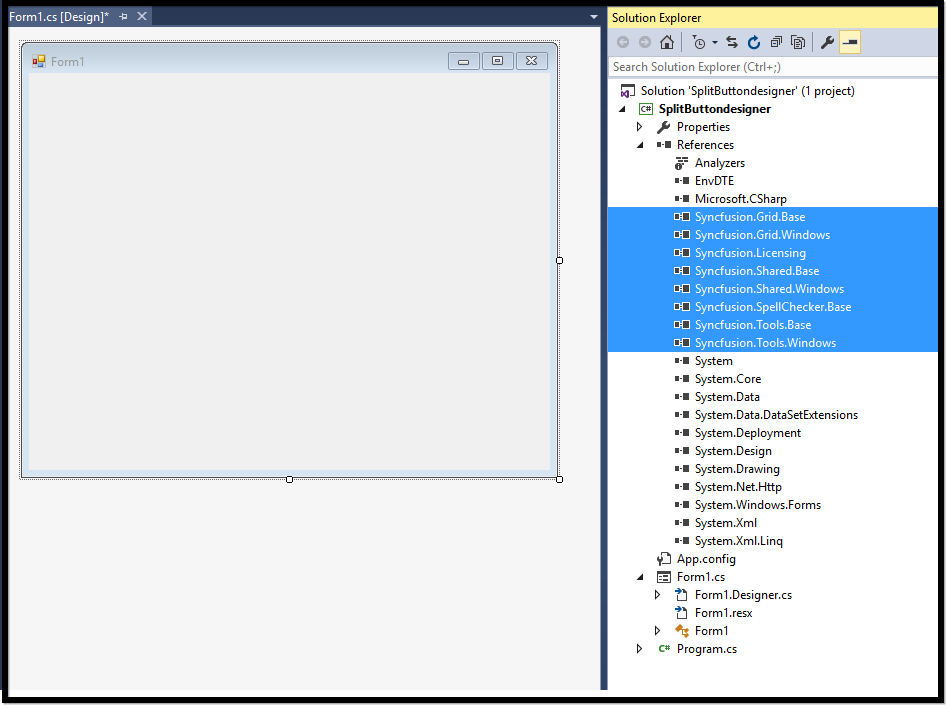 Form1.cs [Design]*
Form1
Solution Explorer
Search Solution Explorer (Ctrl+;)
Solution 'SplitButtondesigner' (1 project)
C# SplitButtondesigner
Properties
References
Analyzers
EnvDTE
Microsoft.CSharp
Syncfusion.Grid.Base
Syncfusion.Grid.Windows
Syncfusion.Licensing
Syncfusion.Shared.Base
Syncfusion.Shared.Windows
Syncfusion.SpellChecker.Base
Syncfusion.Tools.Base
Syncfusion.Tools.Windows
System
System.Core
System.Data
System.Data.DataSetExtensions
System.Deployment
System.Design
System.Drawing
System.Net.Http
System.Windows.Forms
System.Xml
System.Xml.Linq
App.config
Form1.cs
Form1.Designer.cs
Form1.resx
Form1
C# Program.cs